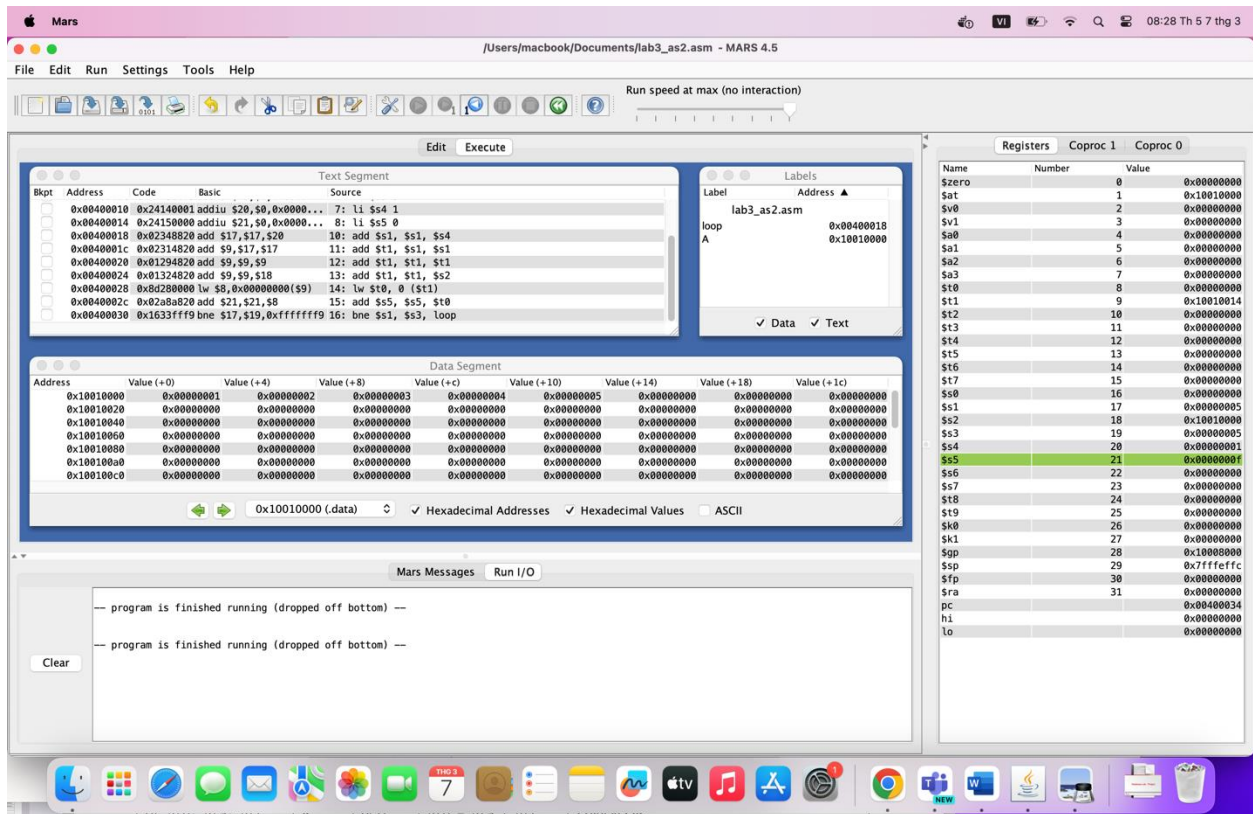 Mars VI 08:28 Th 5 7 thg 3
/Users/macbook/Documents/lab3_as2.asm - MARS 4.5
File Edit Run Settings Tools Help
Run speed at max (no interaction)
Edit Execute
Text Segment
Bkpt Address Code Basic Source
0x00400010 0x24140001 addiu $20,$0,0x0000... 7: li $s4 1
0x00400014 0x24150000 addiu $21,$0,0x0000... 8: li $s5 0
0x00400018 0x02348820 add $17,$17,$20 10: add $s1, $s1, $s4
0x0040001c 0x02314820 add $9,$17,$17 11: add $t1, $s1, $s1
0x00400020 0x01294820 add $9,$9,$9 12: add $t1, $t1, $t1
0x00400024 0x01324820 add $9,$9,$18 13: add $t1, $t1, $s2
0x00400028 0x8d280000 lw $8,0x00000000($9) 14: lw $t0, 0 ($t1)
0x0040002c 0x02a8a820 add $21,$21,$8 15: add $s5, $s5, $t0
0x00400030 0x1633fff9 bne $17,$19,0xfffffff9 16: bne $s1, $s3, loop
Labels
Label Address ▲
lab3_as2.asm
loop 0x00400018
A 0x10010000
Data Text
Data Segment
Address Value (+0) Value (+4) Value (+8) Value (+c) Value (+10) Value (+14) Value (+18) Value (+1c)
0x10010000 0x00000001 0x00000002 0x00000003 0x00000004 0x00000005 0x00000000 0x00000000 0x00000000
0x10010020 0x00000000 0x00000000 0x00000000 0x00000000 0x00000000 0x00000000 0x00000000 0x00000000
0x10010040 0x00000000 0x00000000 0x00000000 0x00000000 0x00000000 0x00000000 0x00000000 0x00000000
0x10010060 0x00000000 0x00000000 0x00000000 0x00000000 0x00000000 0x00000000 0x00000000 0x00000000
0x10010080 0x00000000 0x00000000 0x00000000 0x00000000 0x00000000 0x00000000 0x00000000 0x00000000
0x100100a0 0x00000000 0x00000000 0x00000000 0x00000000 0x00000000 0x00000000 0x00000000 0x00000000
0x100100c0 0x00000000 0x00000000 0x00000000 0x00000000 0x00000000 0x00000000 0x00000000 0x00000000
0x10010000 (.data) Hexadecimal Addresses Hexadecimal Values ASCII
Mars Messages Run I/O
-- program is finished running (dropped off bottom) --
-- program is finished running (dropped off bottom) --
Clear
Registers Coproc 1 Coproc 0
Name Number Value
$zero 0 0x00000000
$at 1 0x10010000
$v0 2 0x00000000
$v1 3 0x00000000
$a0 4 0x00000000
$a1 5 0x00000000
$a2 6 0x00000000
$a3 7 0x00000000
$t0 8 0x00000000
$t1 9 0x10010014
$t2 10 0x00000000
$t3 11 0x00000000
$t4 12 0x00000000
$t5 13 0x00000000
$t6 14 0x00000000
$t7 15 0x00000000
$s0 16 0x00000000
$s1 17 0x00000005
$s2 18 0x10010000
$s3 19 0x00000005
$s4 20 0x00000001
$s5 21 0x0000000f
$s6 22 0x00000000
$s7 23 0x00000000
$t8 24 0x00000000
$t9 25 0x00000000
$k0 26 0x00000000
$k1 27 0x00000000
$gp 28 0x10008000
$sp 29 0x7fffeffc
$fp 30 0x00000000
$ra 31 0x00000000
pc 0x00400034
hi 0x00000000
lo 0x00000000
THG 3
7
tv
1
NEW
W